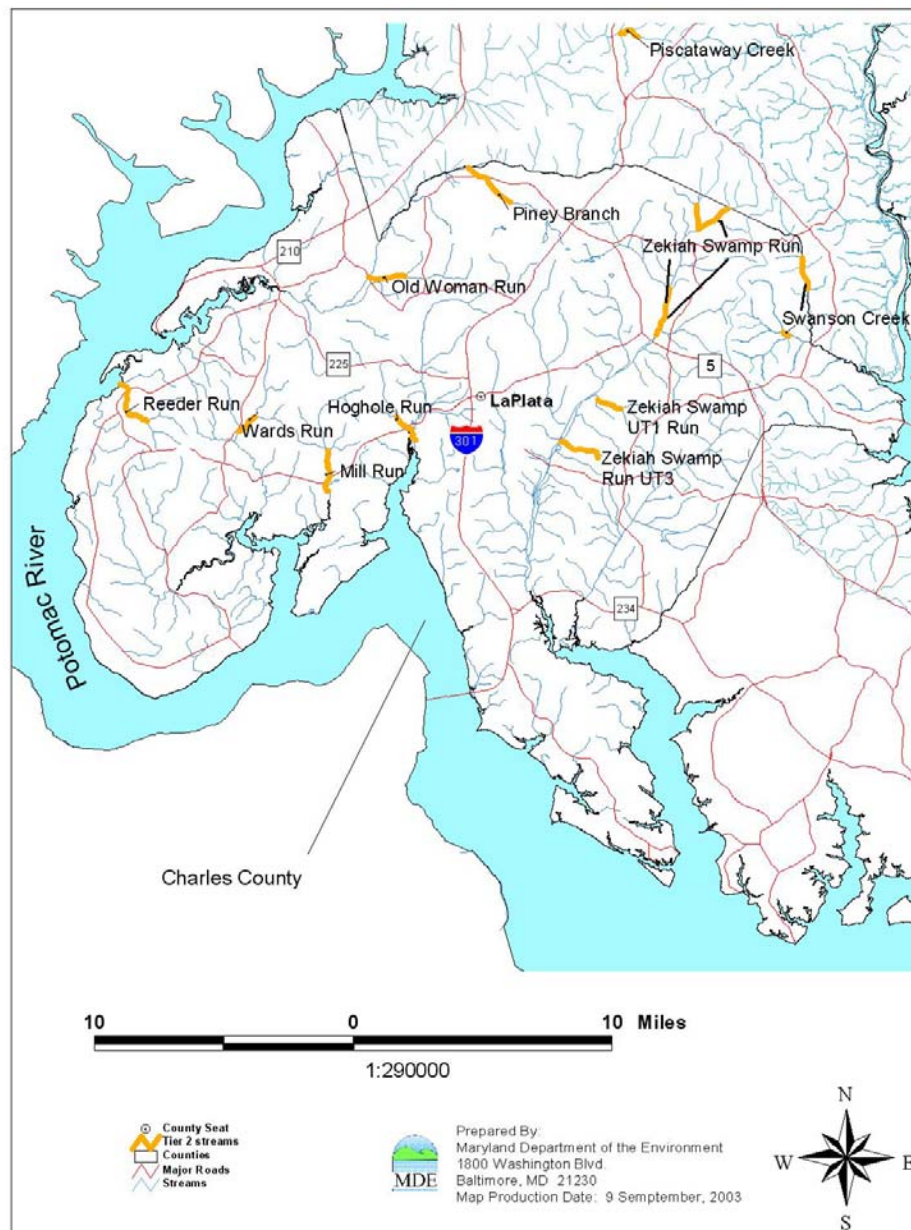 Piscataway Creek
Piney Branch
Zekiah Swamp Run
210
Old Woman Run
Swanson Creek
225
5
Reeder Run
Hoghole Run
LaPlata
Zekiah Swamp
UT1 Run
Wards Run
301
Zekiah Swamp
Run UT3
Mill Run
Potomac River
234
Charles County
10 0 10 Miles
1:290000
County Seat
Tier 2 streams
Counties
Major Roads
Streams
MDE
Prepared By:
Maryland Department of the Environment
1800 Washington Blvd.
Baltimore, MD 21230
Map Production Date: 9 Semptember, 2003
N
W E
S